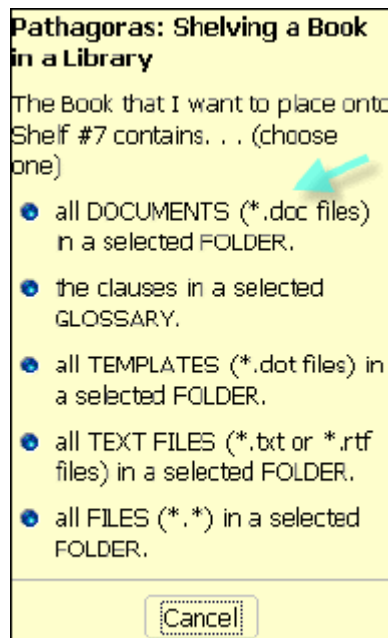 Pathagoras: Shelving a Book
in a Library
The Book that I want to place onto
Shelf #7 contains. . . (choose
one)
all DOCUMENTS (*.doc files)
in a selected FOLDER.
the clauses in a selected
GLOSSARY.
all TEMPLATES (*.dot files) in
a selected FOLDER.
all TEXT FILES (*.txt or *.rtf
files) in a selected FOLDER.
all FILES (*.*) in a selected
FOLDER.
Cancel